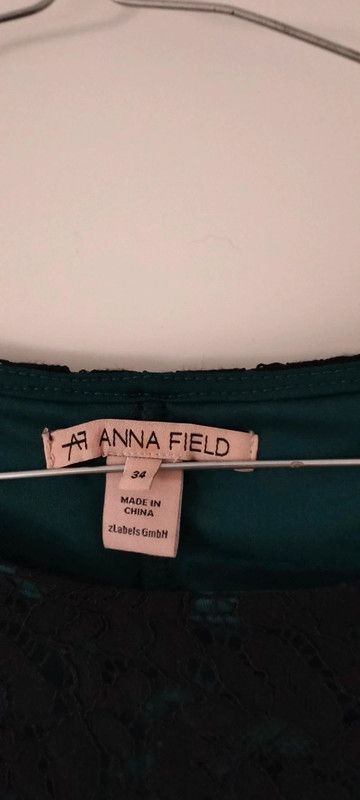 AF ANNA FIELD
34
MADE IN
CHINA
zLabels GmbH